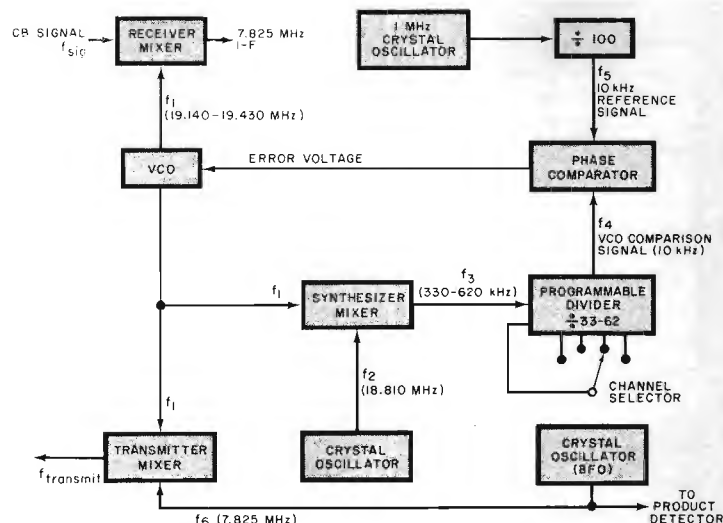 CB SIGNAL
fsig
RECEIVER
MIXER
7.825 MHz
I-F
1 MHz
CRYSTAL
OSCILLATOR
÷ 100
f1
(19.140-19.430 MHz)
f5
10 kHz
REFERENCE
SIGNAL
VCO
ERROR VOLTAGE
PHASE
COMPARATOR
f4
VCO COMPARISON
SIGNAL (10 kHz)
f1
SYNTHESIZER
MIXER
f3
(330-620 kHz)
PROGRAMMABLE
DIVIDER
÷ 33-62
f2
(18.810 MHz)
CHANNEL
SELECTOR
f1
TRANSMITTER
MIXER
ftransmit
CRYSTAL
OSCILLATOR
CRYSTAL
OSCILLATOR
(BFO)
f6 (7.825 MHz)
TO
PRODUCT
DETECTOR